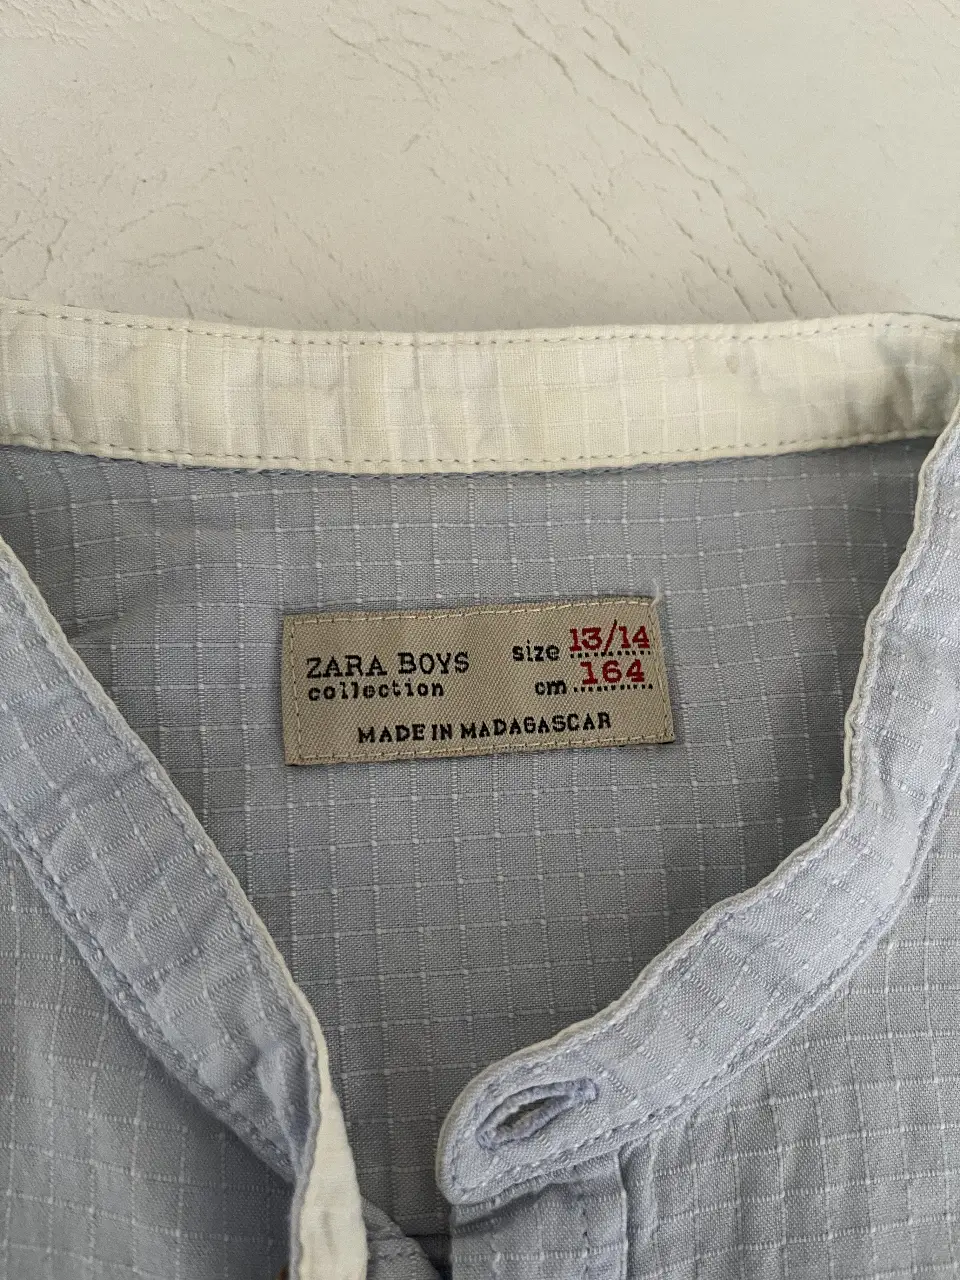 ZARA BOYS
collection
size 13/14
cm 164
MADE IN MADAGASCAR